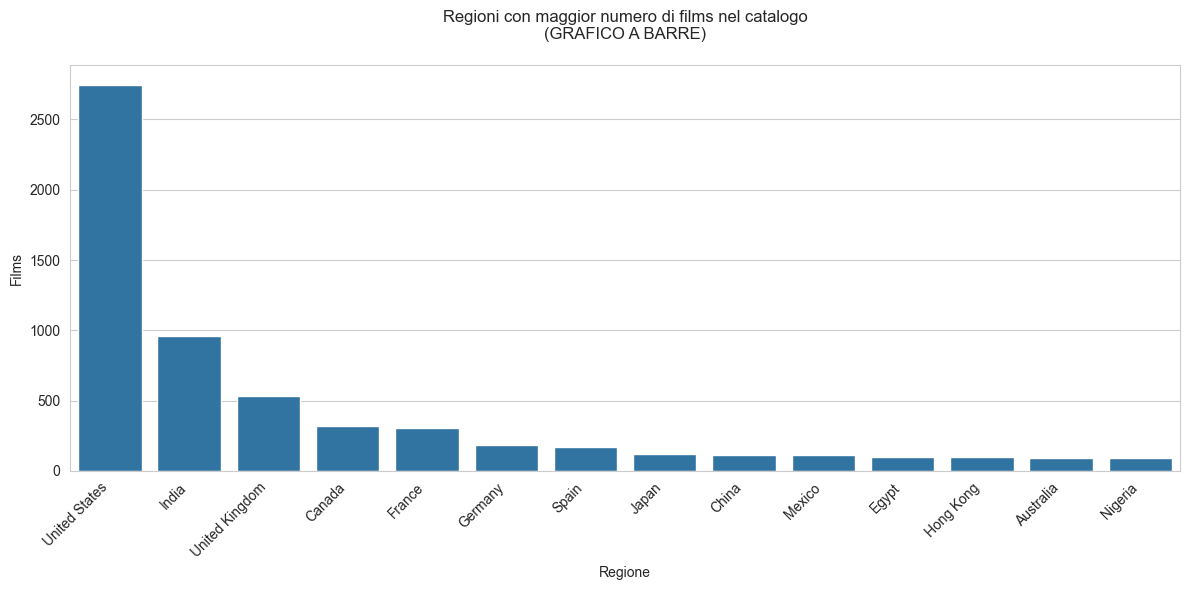 Regioni con maggior numero di films nel catalogo
(GRAFICO A BARRE)
Films
2500
2000
1500
1000
500
0
United States
India
United Kingdom
Canada
France
Germany
Spain
Japan
China
Mexico
Egypt
Hong Kong
Australia
Nigeria
Regione